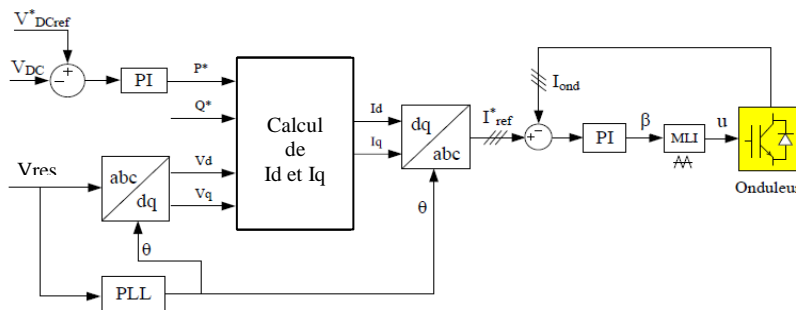 V*DCref
VDC
PI
P*
Q*
Calcul
de
Id et Iq
Id
Iq
dq
abc
I*ref
Iond
PI
β
MLI
u
Onduleur
Vres
abc
dq
Vd
Vq
θ
θ
PLL